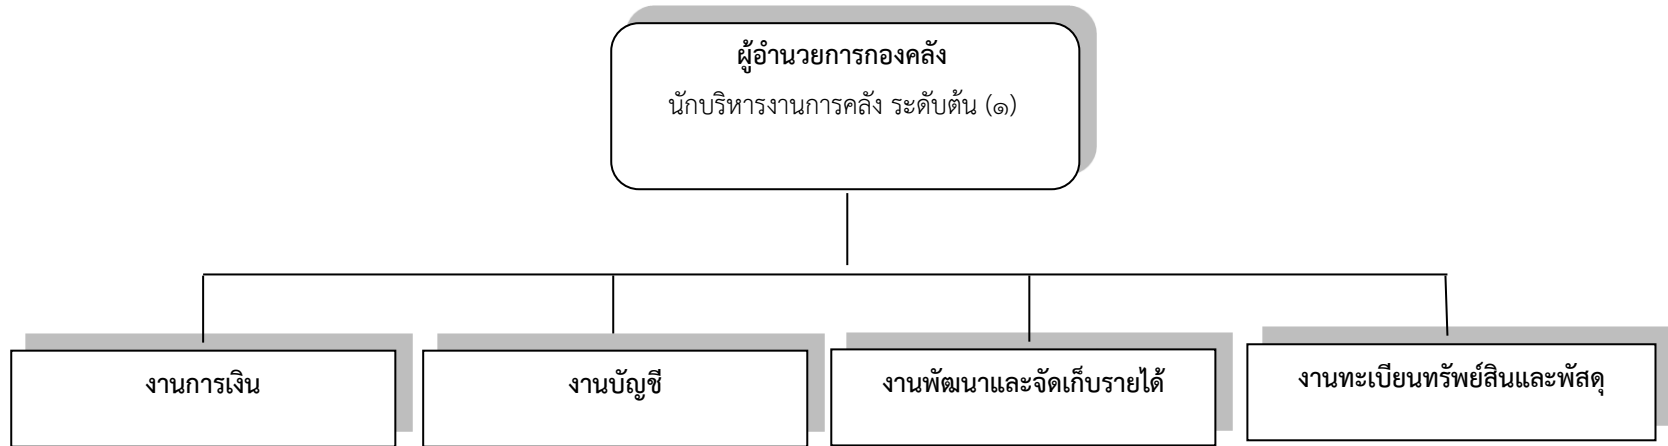 ผู้อำนวยการกองคลัง
นักบริหารงานการคลัง ระดับต้น (๑)
งานการเงิน
งานบัญชี
งานพัฒนาและจัดเก็บรายได้
งานทะเบียนทรัพย์สินและพัสดุ